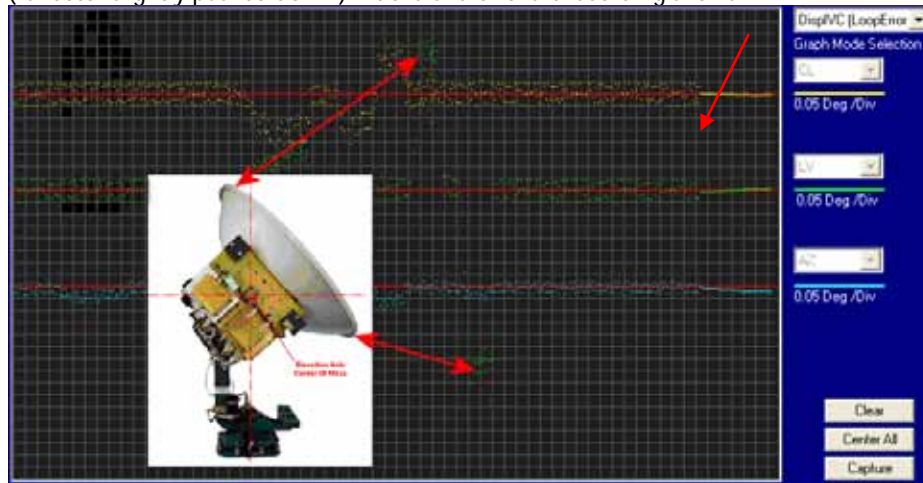 DisplVC (LoopError
Graph Mode Selection
CL
0.05 Deg /Div
LV
0.05 Deg /Div
AZ
0.05 Deg /Div
Elevation Axis
Center Of Mass
Clear
Center All
Capture